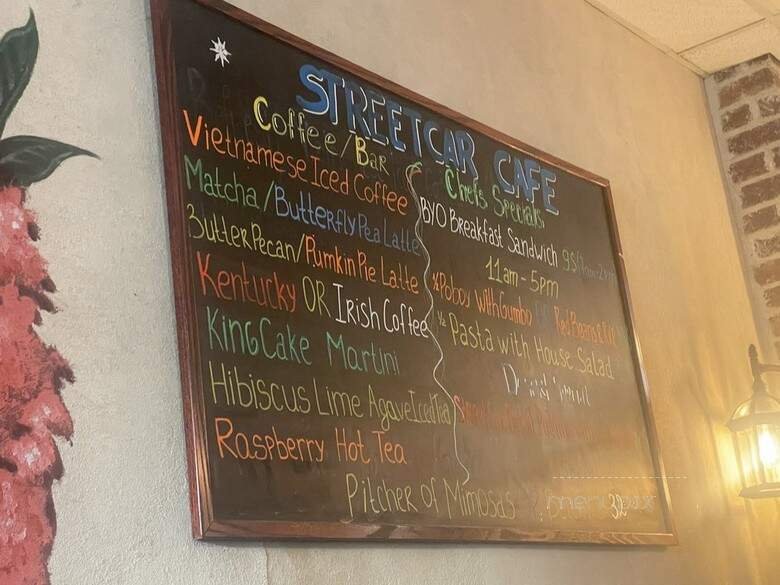 STREETCAR CAFE
Coffee/Bar
Vietnamese Iced Coffee
Matcha/Butterfly Pea Latte
Butter Pecan/Pumkin Pie Latte
Kentucky OR Irish Coffee
King Cake Martini
Hibiscus Lime Agave Iced Tea
Raspberry Hot Tea
Pitcher of Mimosas
Chefs Specials
BYO Breakfast Sandwich
11am-5pm
½ Poboy with Gumbo
Red Beans &
½ Pasta with House Salad